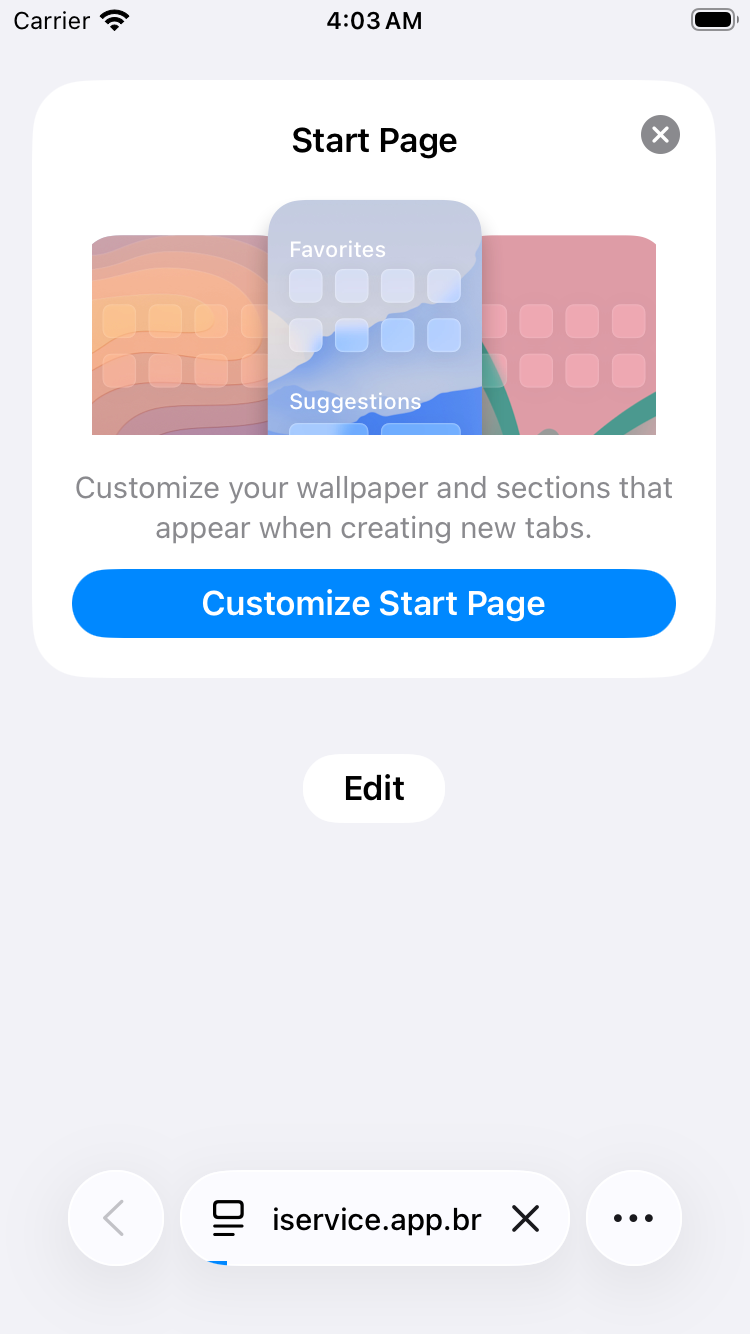 Carrier 4:03 AM
Start Page
Favorites
Suggestions
Customize your wallpaper and sections that
appear when creating new tabs.
Customize Start Page
Edit
iservice.app.br